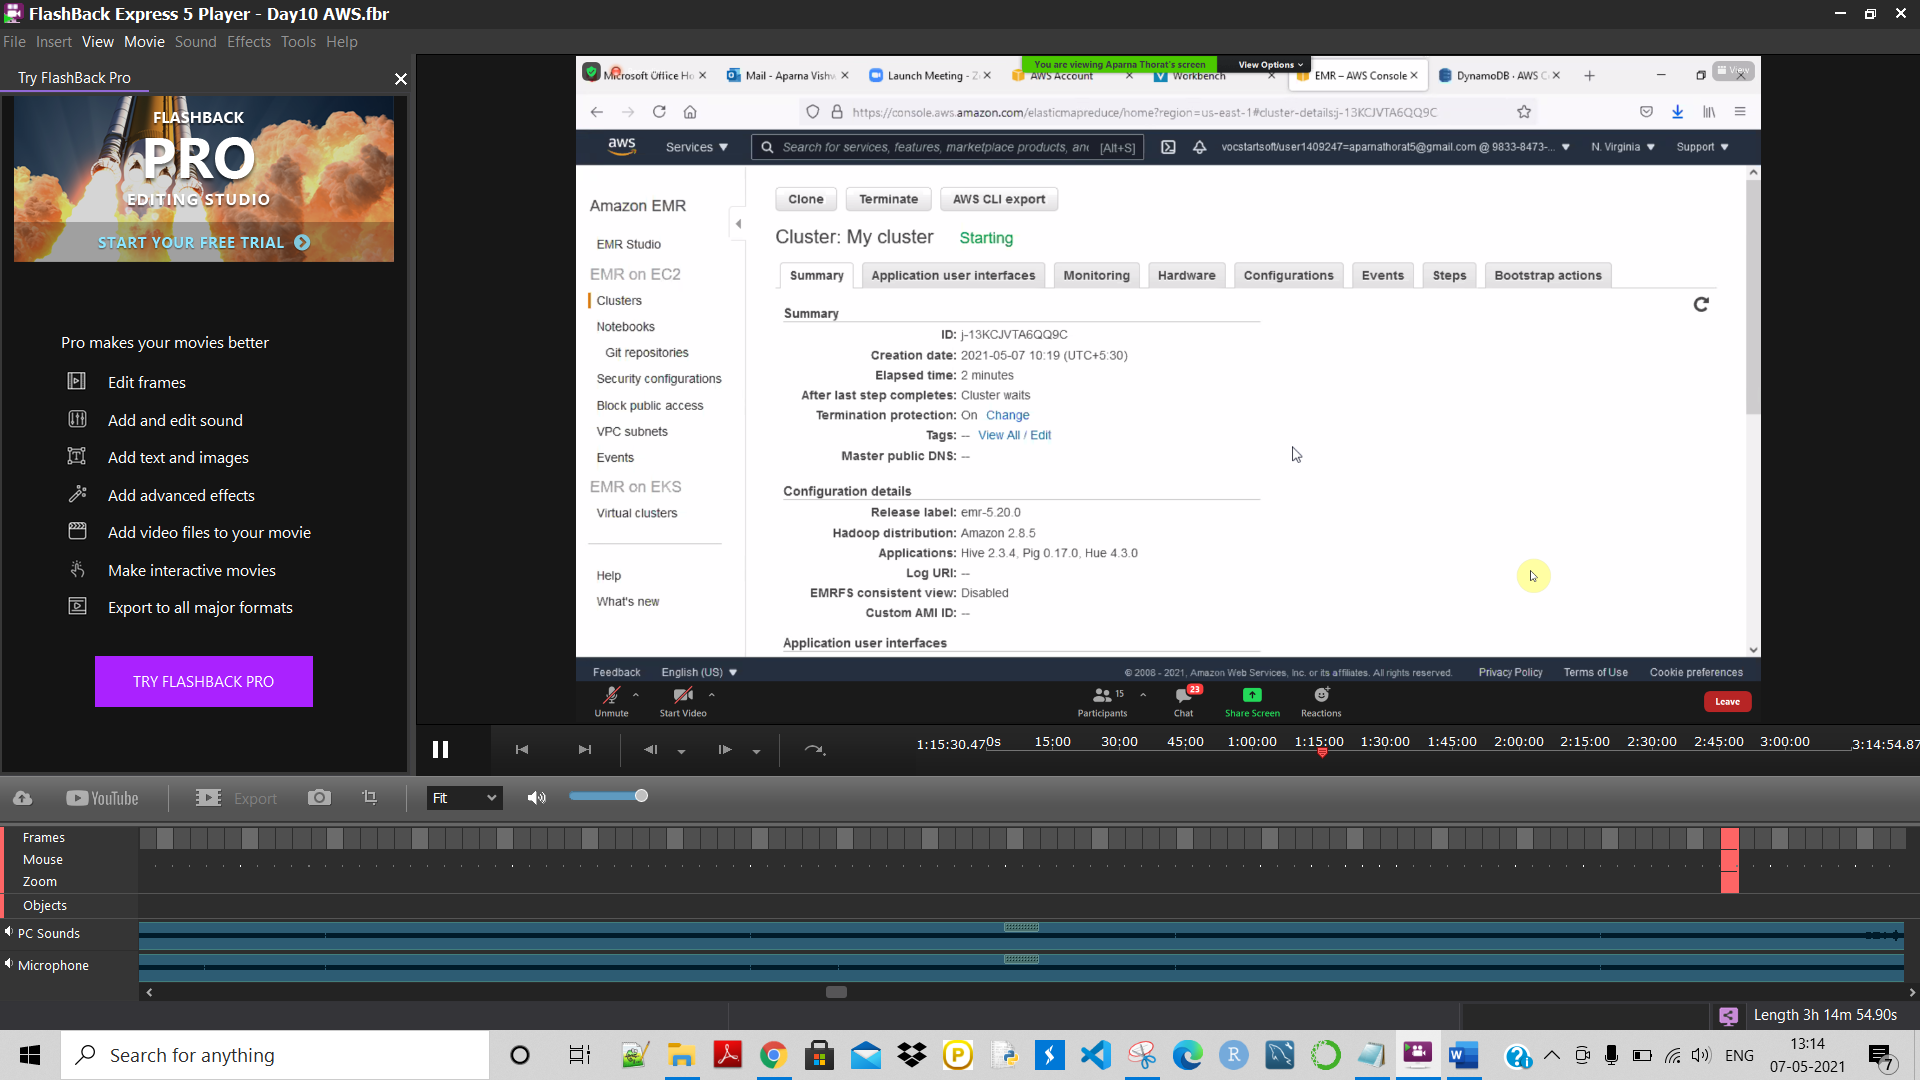 FlashBack Express 5 Player - Day10 AWS.fbr
File Insert View Movie Sound Effects Tools Help
Try FlashBack Pro
FLASHBACK
PRO
EDITING STUDIO
START YOUR FREE TRIAL
Pro makes your movies better
Edit frames
Add and edit sound
Add text and images
Add advanced effects
Add video files to your movie
Make interactive movies
Export to all major formats
TRY FLASHBACK PRO
You are viewing Aparna Thorat's screen View Options
View
Microsoft Office Ho Mail - Aparna Vishw Launch Meeting - Z AWS Account Workbench EMR – AWS Console DynamoDB - AWS C
https://console.aws.amazon.com/elasticmapreduce/home?region=us-east-1#cluster-details:j-13KCJVTA6QQ9C
aws Services Search for services, features, marketplace products, and [Alt+S] vocstartsoft/user1409247=aparnathorat5@gmail.com @ 9833-8473-... N. Virginia Support
Amazon EMR
EMR Studio
EMR on EC2
Clusters
Notebooks
Git repositories
Security configurations
Block public access
VPC subnets
Events
EMR on EKS
Virtual clusters
Help
What's new
Clone Terminate AWS CLI export
Cluster: My cluster Starting
Summary Application user interfaces Monitoring Hardware Configurations Events Steps Bootstrap actions
Summary
ID: j-13KCJVTA6QQ9C
Creation date: 2021-05-07 10:19 (UTC+5:30)
Elapsed time: 2 minutes
After last step completes: Cluster waits
Termination protection: On Change
Tags: -- View All / Edit
Master public DNS: --
Configuration details
Release label: emr-5.20.0
Hadoop distribution: Amazon 2.8.5
Applications: Hive 2.3.4, Pig 0.17.0, Hue 4.3.0
Log URI: --
EMRFS consistent view: Disabled
Custom AMI ID: --
Application user interfaces
Feedback English (US) © 2008 - 2021, Amazon Web Services, Inc. or its affiliates. All rights reserved. Privacy Policy Terms of Use Cookie preferences
Unmute Start Video Participants 15 Chat 23 Share Screen Reactions Leave
1:15:30.47 0s 15:00 30:00 45:00 1:00:00 1:15:00 1:30:00 1:45:00 2:00:00 2:15:00 2:30:00 2:45:00 3:00:00 3:14:54.87
YouTube Export Fit
Frames
Mouse
Zoom
Objects
PC Sounds
Microphone
Length 3h 14m 54.90s
Search for anything
ENG
13:14
07-05-2021
7